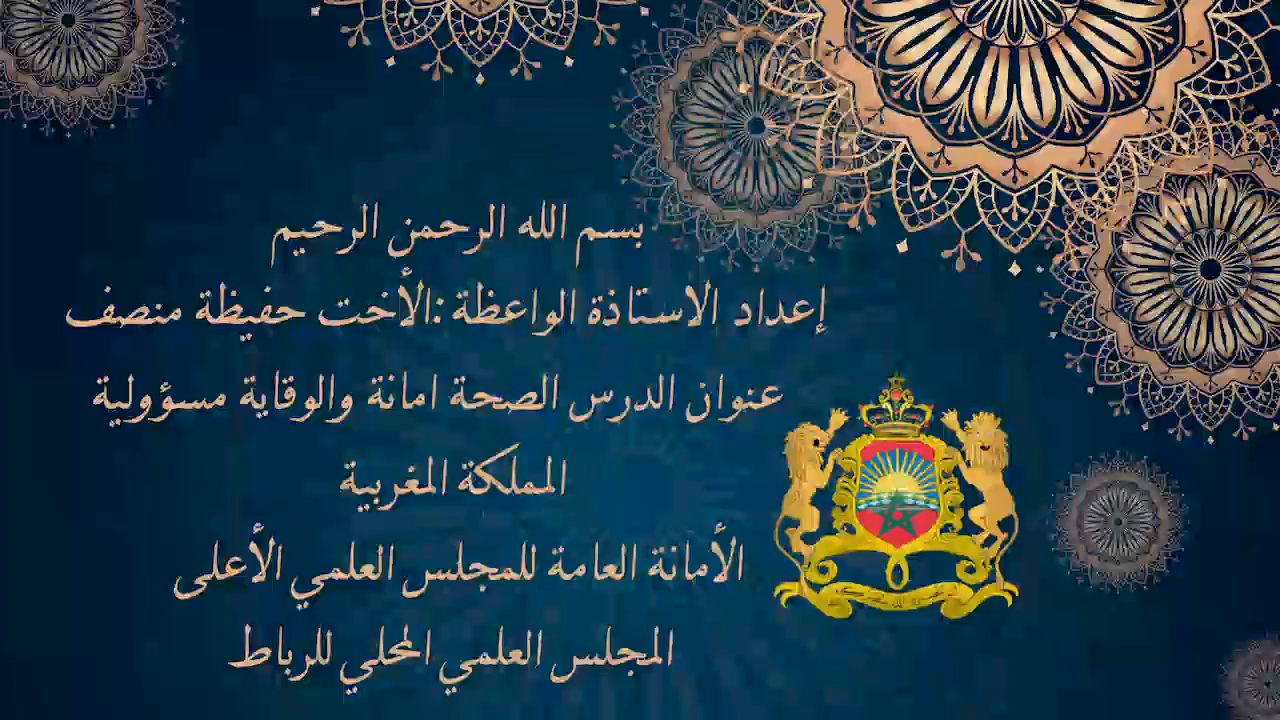 بسم الله الرحمن الرحيم
إعداد الاستاذة الواعظة :الأخت حفيظة منصف
عنوان الدرس الصحة امانة والوقاية مسؤولية
المملكة المغربية
الأمانة العامة للمجلس العلمي الأعلى
المجلس العلمي المحلي للرباط